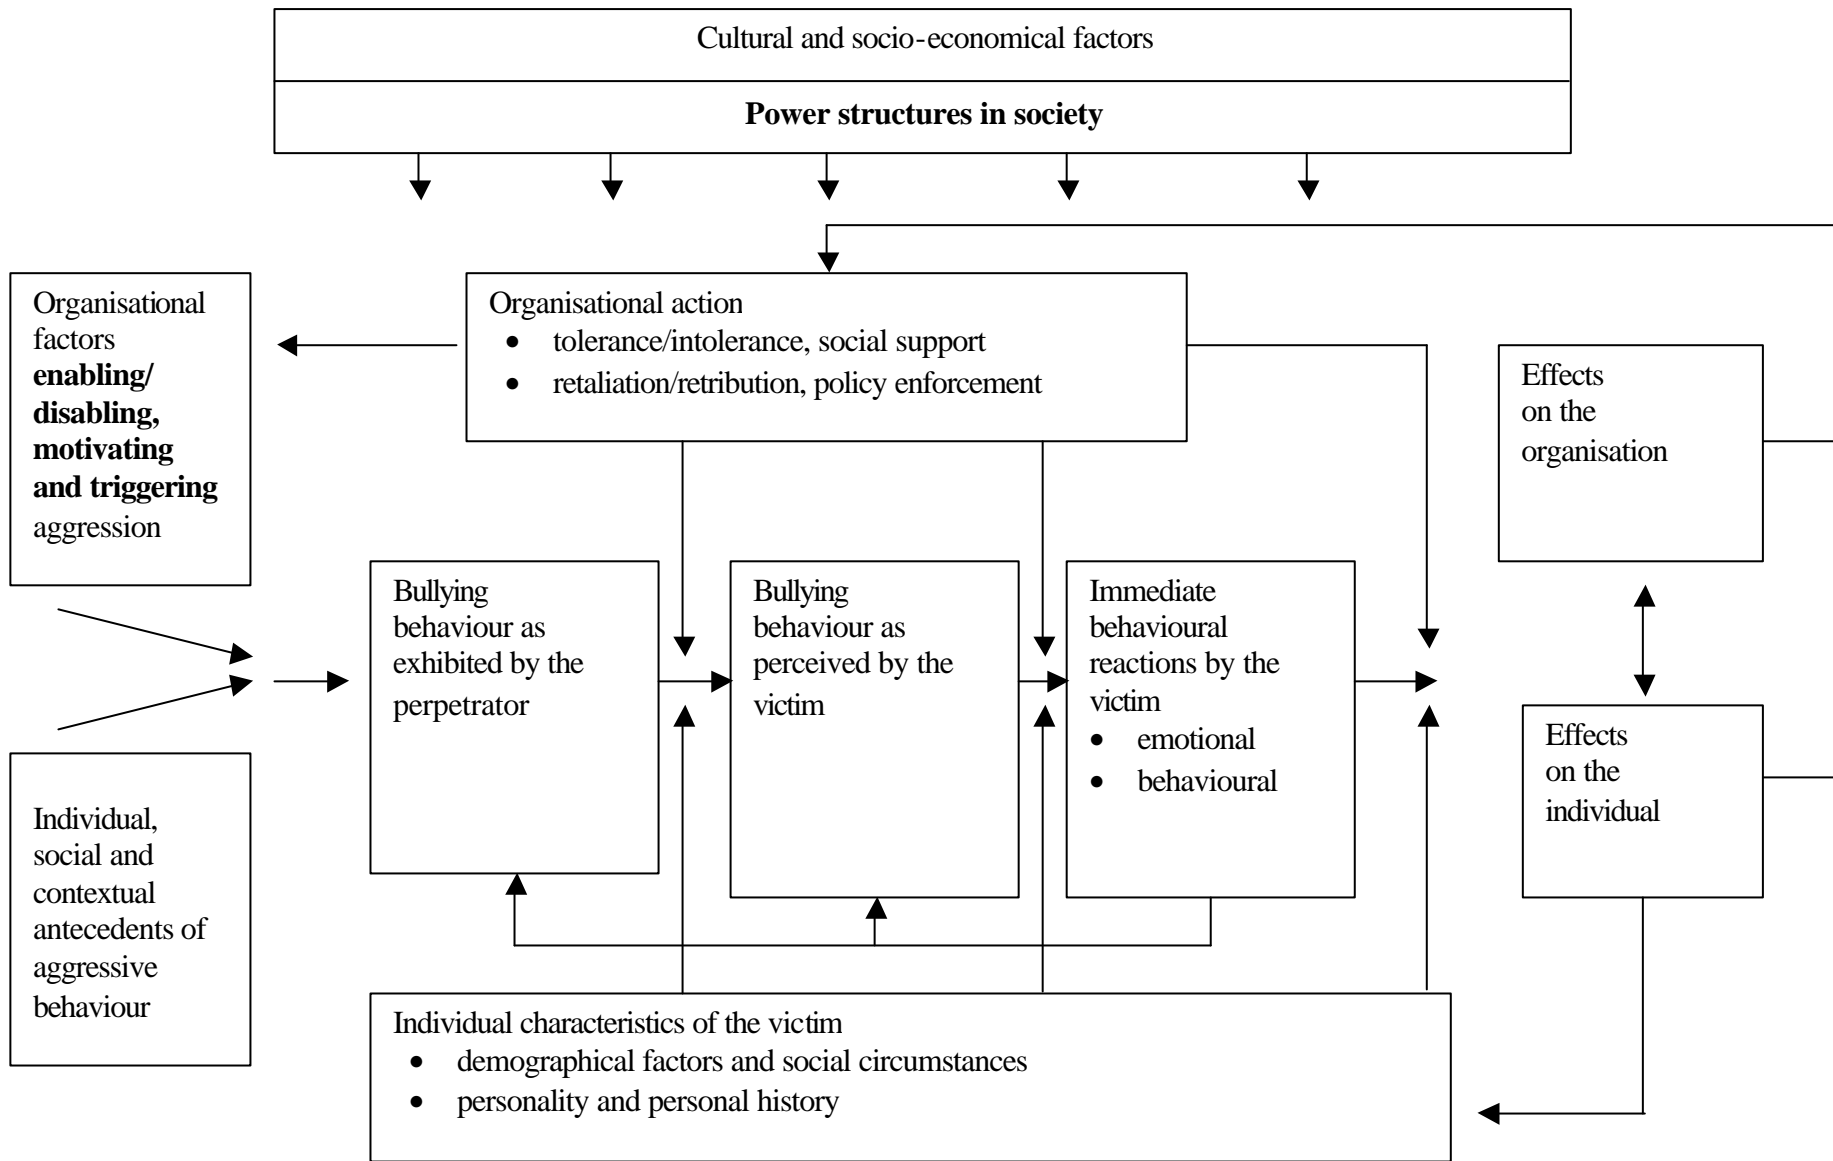 Cultural and socio-economical factors
Power structures in society
Organisational
factors
enabling/
disabling,
motivating
and triggering
aggression
Organisational action
• tolerance/intolerance, social support
• retaliation/retribution, policy enforcement
Effects
on the
organisation
Bullying
behaviour as
exhibited by the
perpetrator
Bullying
behaviour as
perceived by the
victim
Immediate
behavioural
reactions by the
victim
• emotional
• behavioural
Effects
on the
individual
Individual,
social and
contextual
antecedents of
aggressive
behaviour
Individual characteristics of the victim
• demographical factors and social circumstances
• personality and personal history